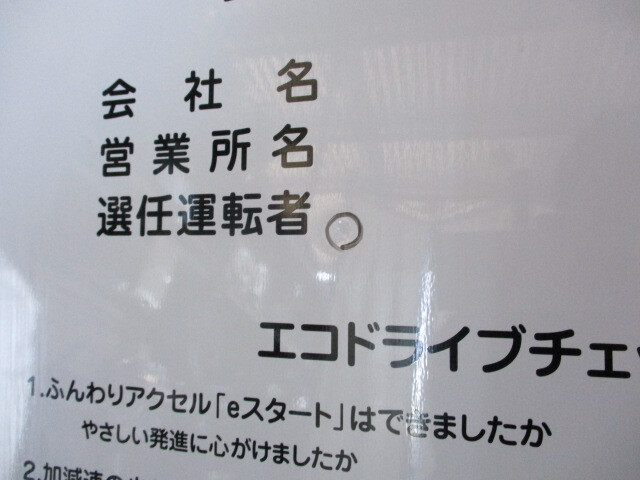 会社名
営業所名
選任運転者
エコドライブチェ
1.ふんわりアクセル「eスタート」はできましたか
やさしい発進に心がけましたか
2.加減速の